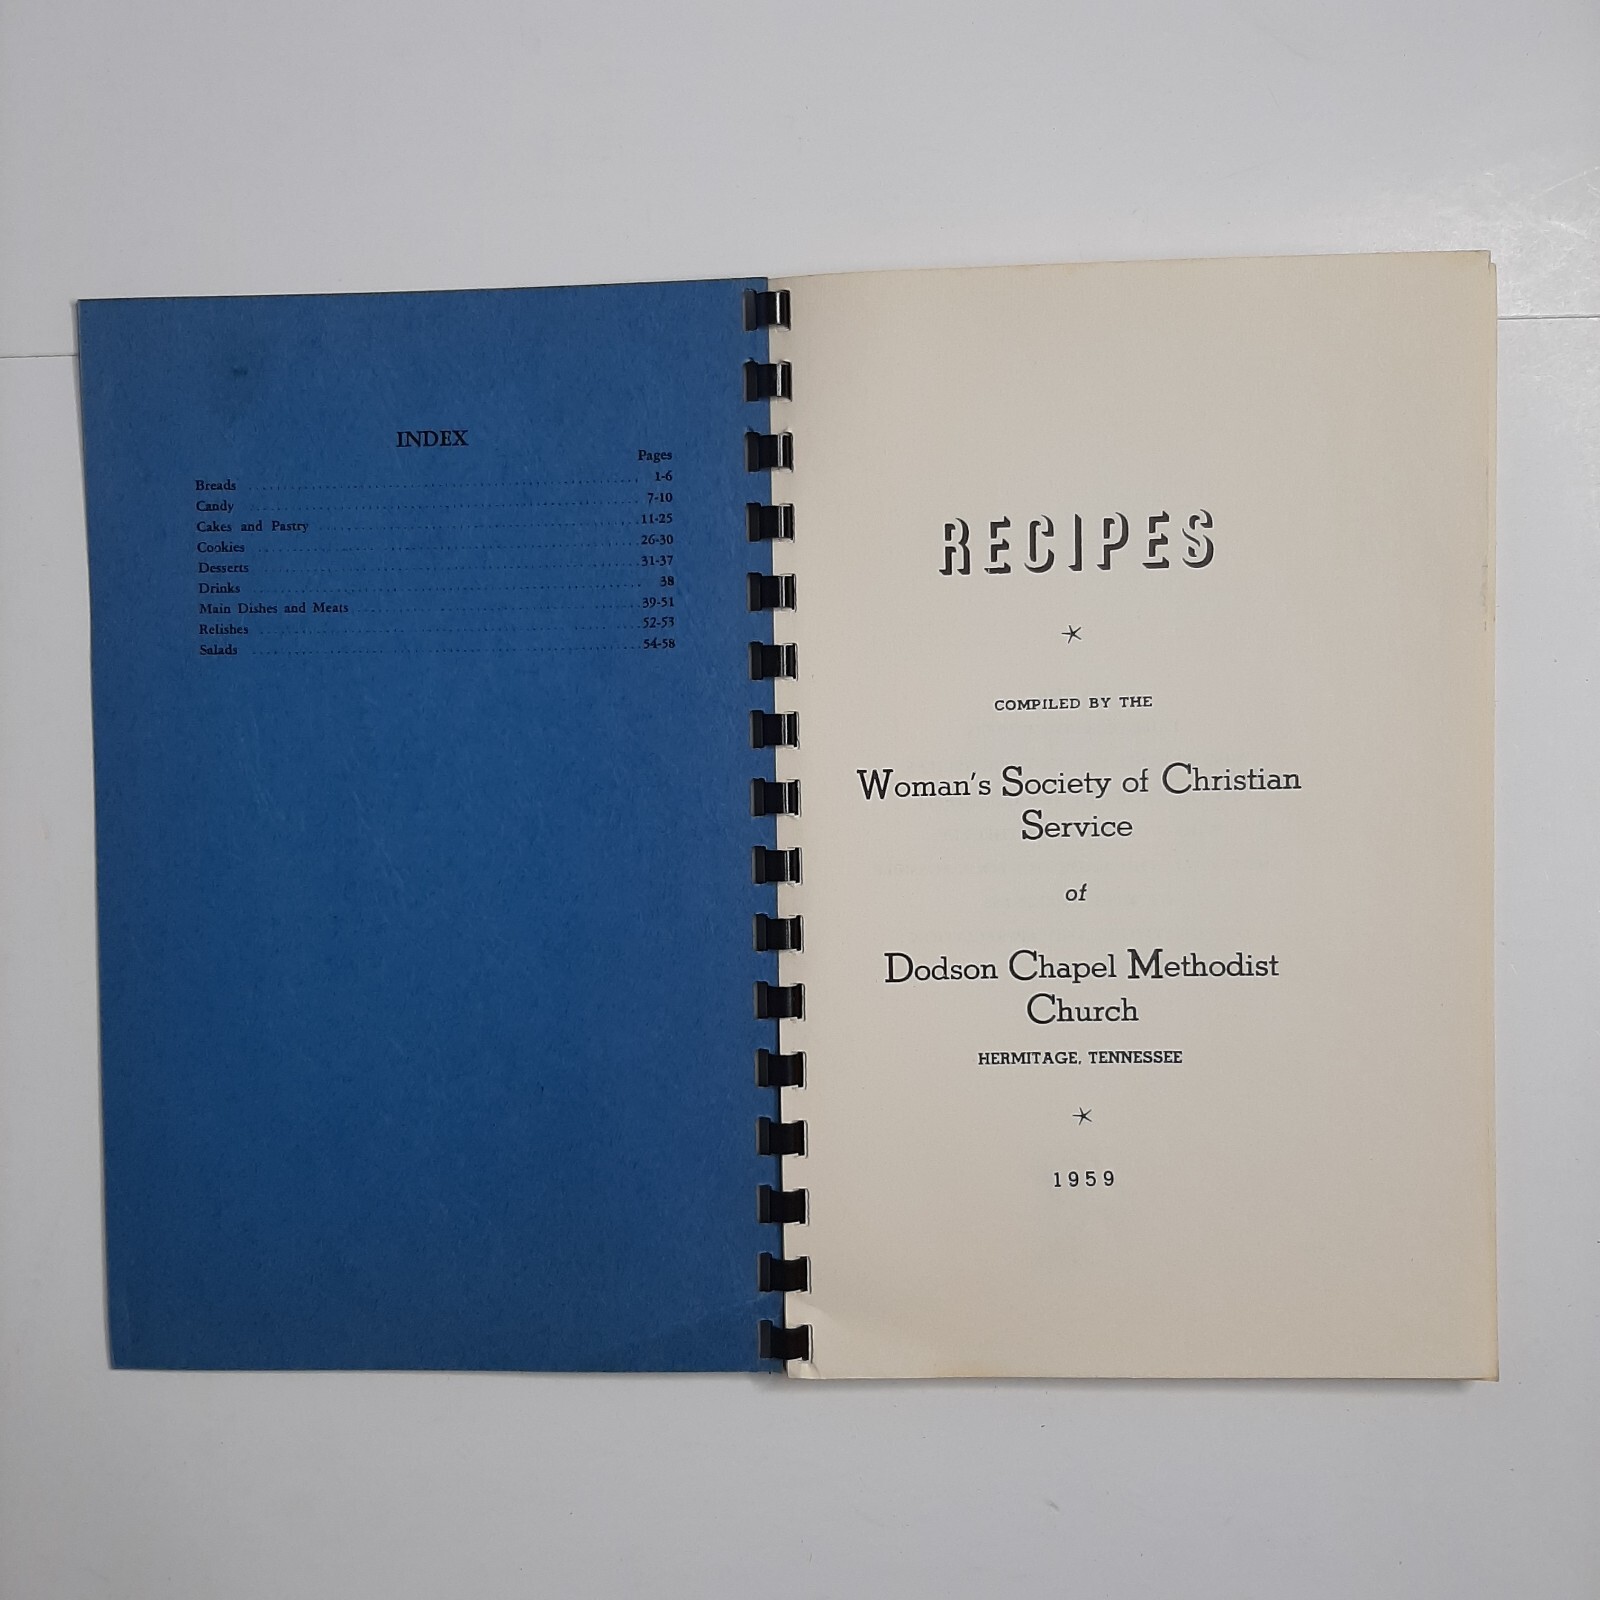 INDEX
Pages
Breads 1-6
Candy 7-10
Cakes and Pastry 11-25
Cookies 26-30
Desserts 31-37
Drinks 38
Main Dishes and Meats 39-51
Relishes 52-53
Salads 54-58
RECIPES
COMPILED BY THE
Woman's Society of Christian
Service
of
Dodson Chapel Methodist
Church
HERMITAGE, TENNESSEE
1959